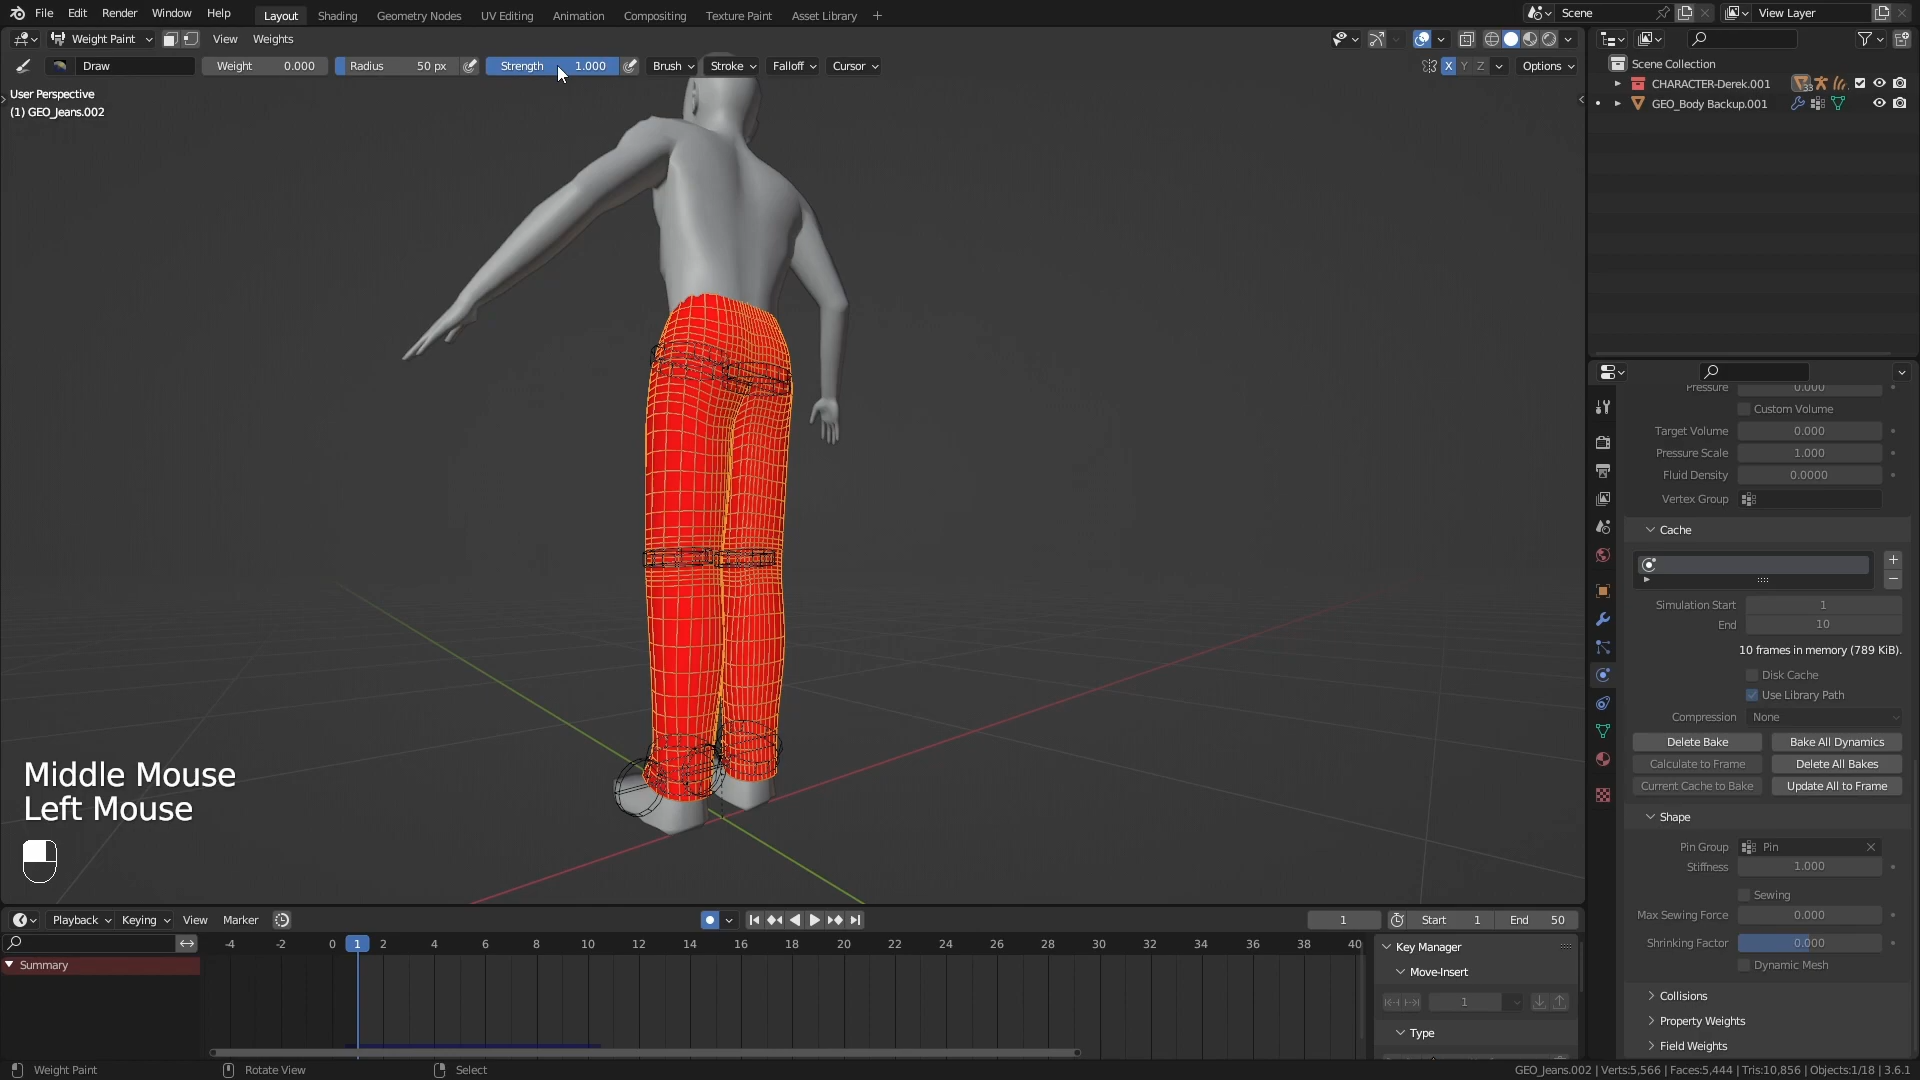 File Edit Render Window Help Layout Shading Geometry Nodes UV Editing Animation Compositing Texture Paint Asset Library + Scene View Layer
Weight Paint View Weights
Draw Weight 0.000 Radius 50 px Strength 1.000 Brush Stroke Falloff Cursor X Y Z Options
User Perspective
(1) GEO_Jeans.002
Scene Collection
CHARACTER-Derek.001 33
GEO_Body Backup.001
Pressure 0.000
Custom Volume
Target Volume 0.000
Pressure Scale 1.000
Fluid Density 0.0000
Vertex Group
Cache
Simulation Start 1
End 10
10 frames in memory (789 KiB).
Disk Cache
Use Library Path
Compression None
Delete Bake Bake All Dynamics
Calculate to Frame Delete All Bakes
Current Cache to Bake Update All to Frame
Shape
Pin Group Pin
Stiffness 1.000
Sewing
Max Sewing Force 0.000
Shrinking Factor 0.000
Dynamic Mesh
Collisions
Property Weights
Field Weights
Middle Mouse
Left Mouse
Playback Keying View Marker 1 Start 1 End 50
-4 -2 0 1 2 4 6 8 10 12 14 16 18 20 22 24 26 28 30 32 34 36 38 40
Summary
Key Manager
Move-Insert
1
Type
Weight Paint Rotate View Select GEO_Jeans.002 | Verts:5,566 | Faces:5,444 | Tris:10,856 | Objects:1/18 | 3.6.1